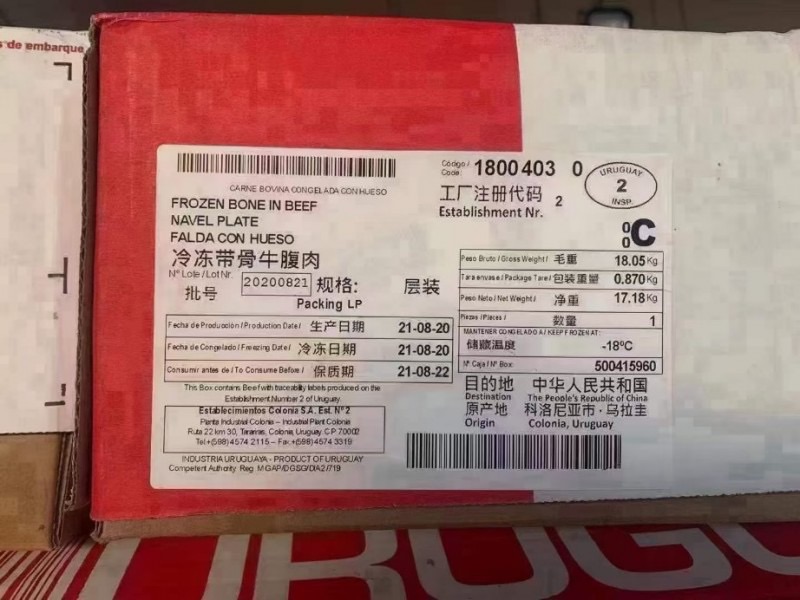 s de embarque
CARNE BOVINA CONGELADA CON HUESO
FROZEN BONE IN BEEF
NAVEL PLATE
FALDA CON HUESO
冷冻带骨牛腹肉
Nº Lote / Lot Nr.
批号
20200821
规格:
层装
Packing LP
Fecha de Producción / Production Date / 生产日期 21-08-20
Fecha de Congelado / Freezing Date / 冷冻日期 21-08-20
Consumir antes de / To Consume Before / 保质期 21-08-22
This Box contains Beef with traceability labels produced on the
Establishment Number 2 of Uruguay
Establecimientos Colonia S.A. Est. Nº 2
Planta Industrial Colonia – Industrial Plant Colonia
Ruta 22 km 30, Tarariras, Colonia, Uruguay. C.P 70002
Tel.+(598)4574 2115 – Fax.+(598)4574 3319
INDUSTRIA URUGUAYA - PRODUCT OF URUGUAY
Competent Authority Reg. MGAP/DGSG/DIA2/719
Código / Code 1800403 0
工厂注册代码 2
Establishment Nr.
URUGUAY
2
INSP.
0
0
C
Peso Bruto / Gross Weight / 毛重 18.05 Kg
Tara envase / Package Tare / 包装重量 0.870 Kg
Peso Neto / Net Weight / 净重 17.18 Kg
Piezas / Pieces / 数量 1
MANTENER CONGELADO A / KEEP FROZEN AT:
储藏温度 -18ºC
Nº Caja / Nº Box: 500415960
目的地 中华人民共和国
Destination The People's Republic of China
原产地 科洛尼亚市 · 乌拉圭
Origin Colonia, Uruguay
URUGU